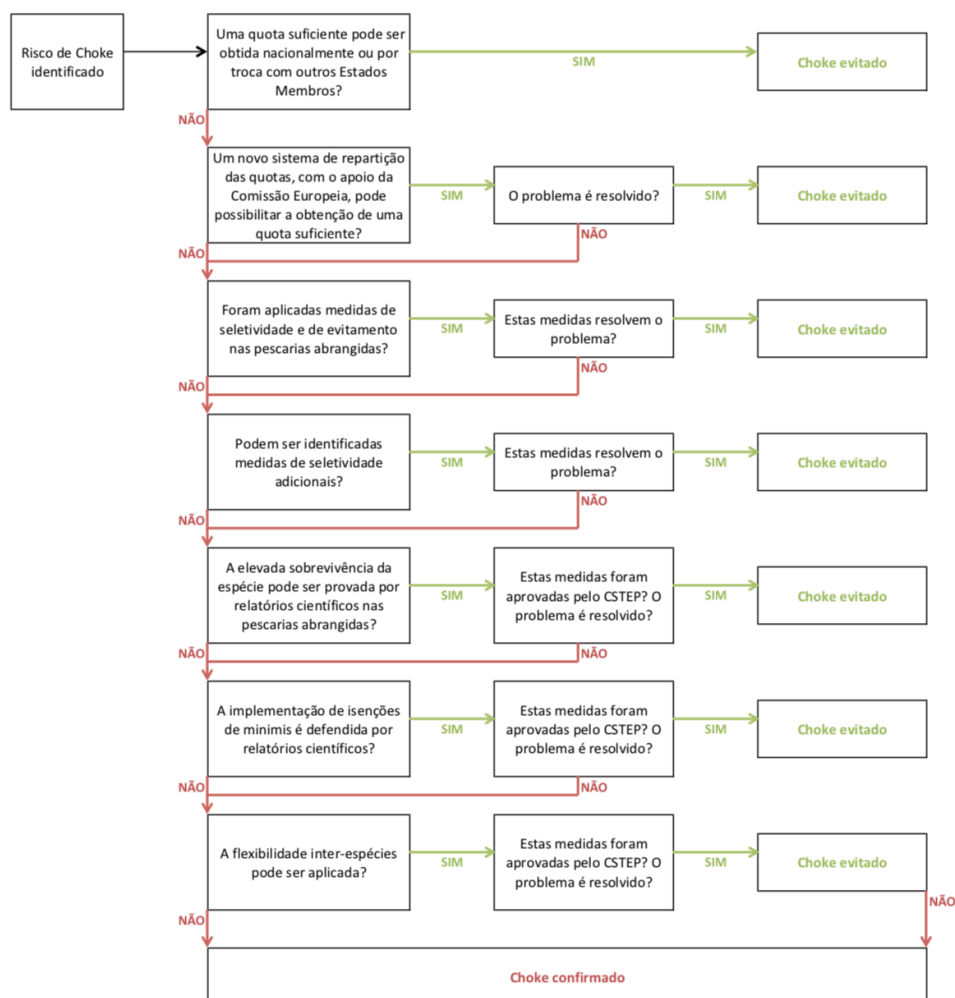 Risco de Choke
identificado
Uma quota suficiente pode ser
obtida nacionalmente ou por
troca com outros Estados
Membros?
SIM
Choke evitado
NÃO
Um novo sistema de repartição
das quotas, com o apoio da
Comissão Europeia, pode
possibilitar a obtenção de uma
quota suficiente?
SIM
O problema é resolvido?
SIM
Choke evitado
NÃO
NÃO
Foram aplicadas medidas de
seletividade e de evitamento
nas pescarias abrangidas?
SIM
Estas medidas resolvem o
problema?
SIM
Choke evitado
NÃO
NÃO
Podem ser identificadas
medidas de seletividade
adicionais?
SIM
Estas medidas resolvem o
problema?
SIM
Choke evitado
NÃO
NÃO
A elevada sobrevivência da
espécie pode ser provada por
relatórios científicos nas
pescarias abrangidas?
SIM
Estas medidas foram
aprovadas pelo CSTEP? O
problema é resolvido?
SIM
Choke evitado
NÃO
NÃO
A implementação de isenções
de minimis é defendida por
relatórios científicos?
SIM
Estas medidas foram
aprovadas pelo CSTEP? O
problema é resolvido?
SIM
Choke evitado
NÃO
NÃO
A flexibilidade inter-espécies
pode ser aplicada?
SIM
Estas medidas foram
aprovadas pelo CSTEP? O
problema é resolvido?
SIM
Choke evitado
NÃO
NÃO
Choke confirmado